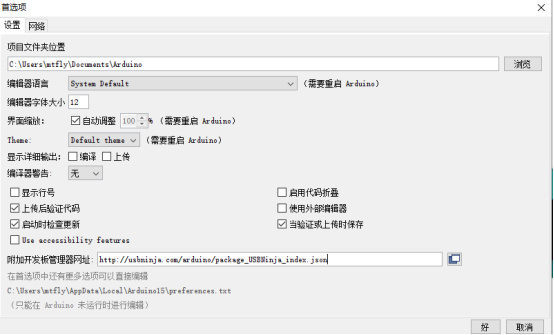 首选项
设置 网络
项目文件夹位置
C:\Users\mtfly\Documents\Arduino 浏览
编辑器语言 System Default (需要重启 Arduino)
编辑器字体大小 12
界面缩放: 自动调整 100 % (需要重启 Arduino)
Theme: Default theme (需要重启 Arduino)
显示详细输出: 编译 上传
编译器警告: 无
显示行号 启用代码折叠
上传后验证代码 使用外部编辑器
启动时检查更新 当验证或上传时保存
Use accessibility features
附加开发板管理器网址: http://usbninja.com/arduino/package_USBNinja_index.json
在首选项中还有更多选项可以直接编辑
C:\Users\mtfly\AppData\Local\Arduino15\preferences.txt
(只能在 Arduino 未运行时进行编辑)
好 取消